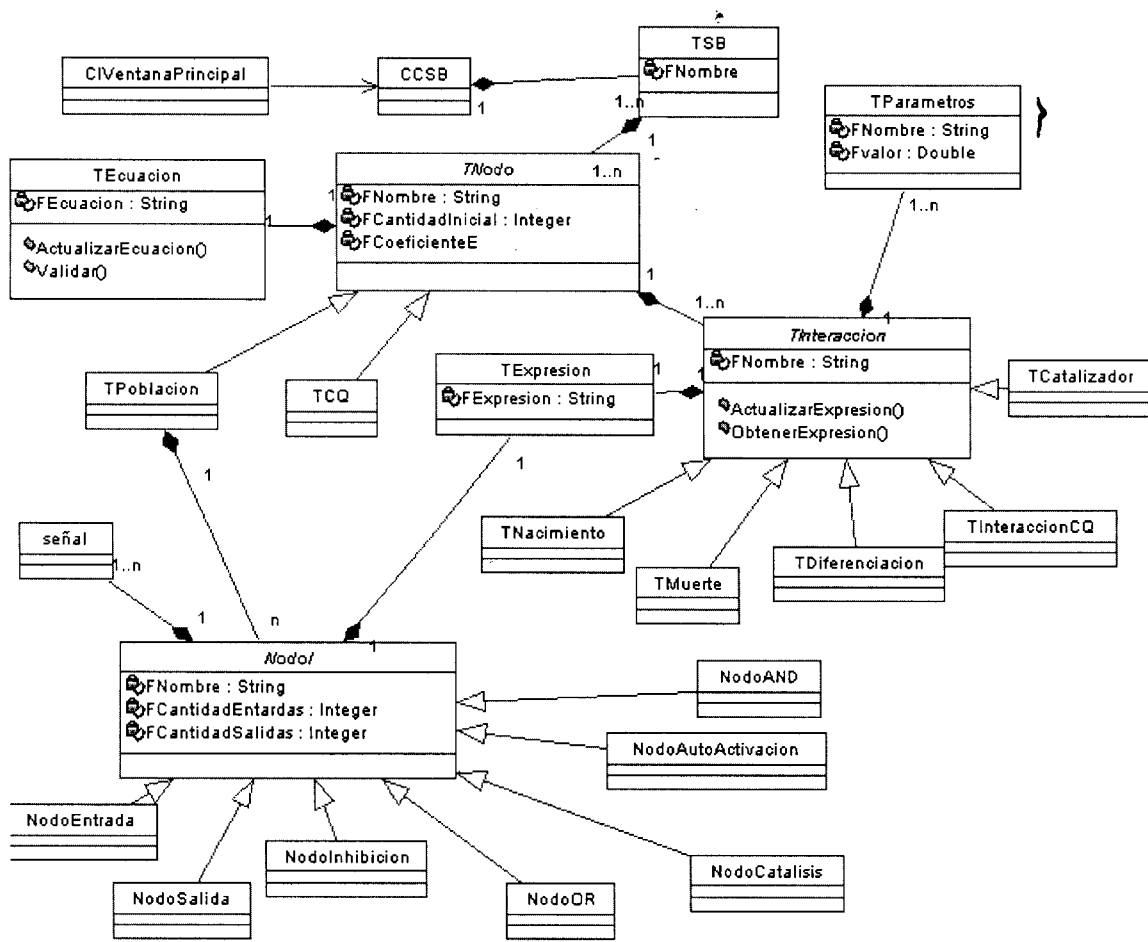 TSB
FNombre
CIVentanaPrincipal
CCSB
1
1..n
1
TParametros
FNombre : String
Fvalor : Double
1..n
TEcuacion
FEcuacion : String
ActualizarEcuacion()
Validar()
1
1
TNodo
FNombre : String
FCantidadInicial : Integer
FCoeficienteE
1..n
1
1..n
1
TInteraccion
FNombre : String
ActualizarExpresion()
ObtenerExpresion()
TPoblacion
TCQ
TExpresion
FExpresion : String
1
1
TCatalizador
1
1
TNacimiento
TMuerte
TDiferenciacion
TInteraccionCQ
señal
1..n
1
n
1
NodoI
FNombre : String
FCantidadEntardas : Integer
FCantidadSalidas : Integer
NodoAND
NodoAutoActivacion
NodoEntrada
NodoSalida
NodoInhibicion
NodoOR
NodoCatalisis